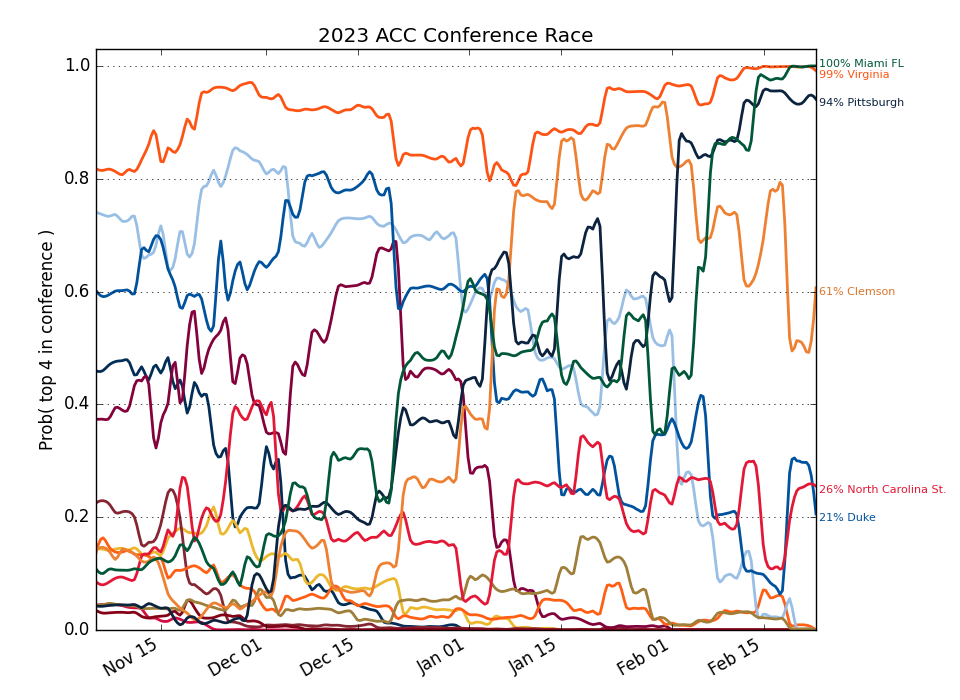 2023 ACC Conference Race
Prob( top 4 in conference )
1.0
0.8
0.6
0.4
0.2
0.0
100% Miami FL
99% Virginia
94% Pittsburgh
61% Clemson
26% North Carolina St.
21% Duke
Nov 15
Dec 01
Dec 15
Jan 01
Jan 15
Feb 01
Feb 15